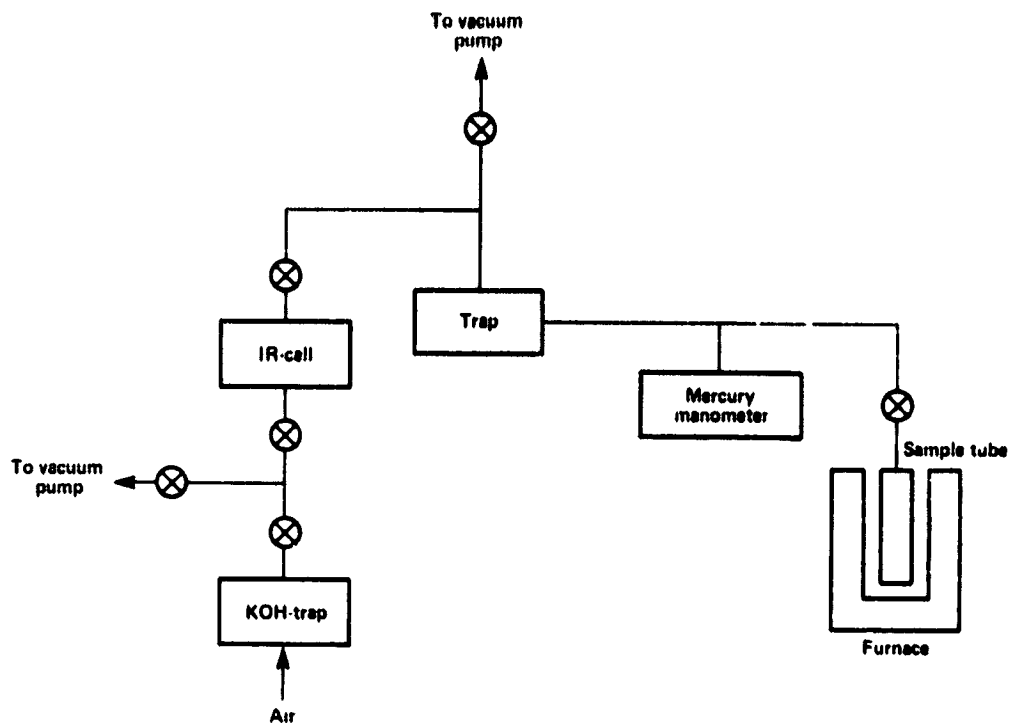 To vacuum
pump
Trap
IR-cell
Mercury
manometer
Sample tube
To vacuum
pump
KOH-trap
Furnace
Air